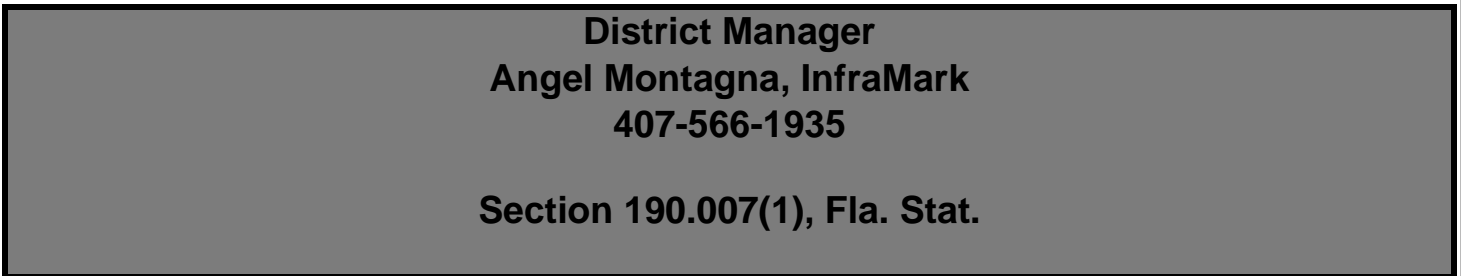 District Manager
Angel Montagna, InfraMark
407-566-1935
Section 190.007(1), Fla. Stat.